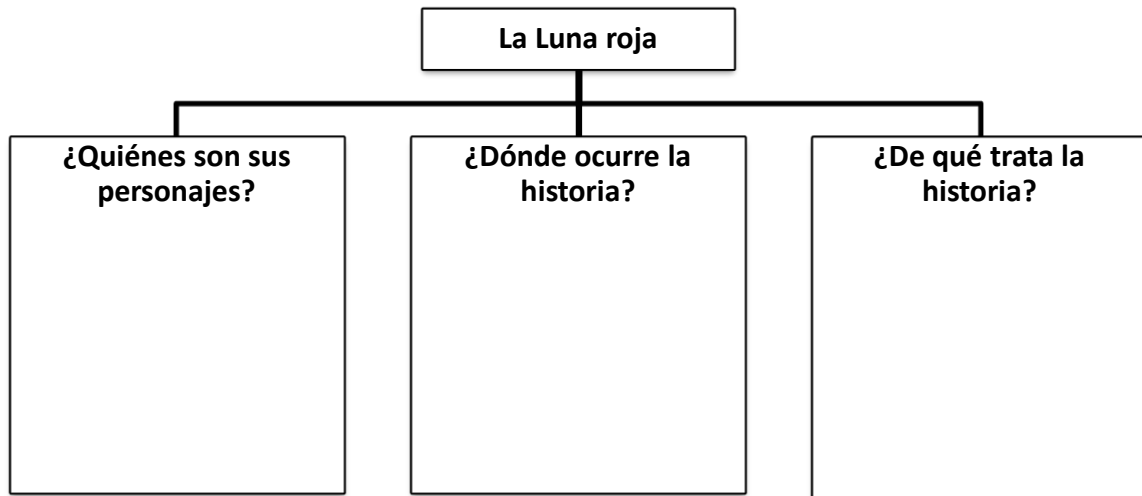 La Luna roja
¿Quiénes son sus
personajes?
¿Dónde ocurre la
historia?
¿De qué trata la
historia?